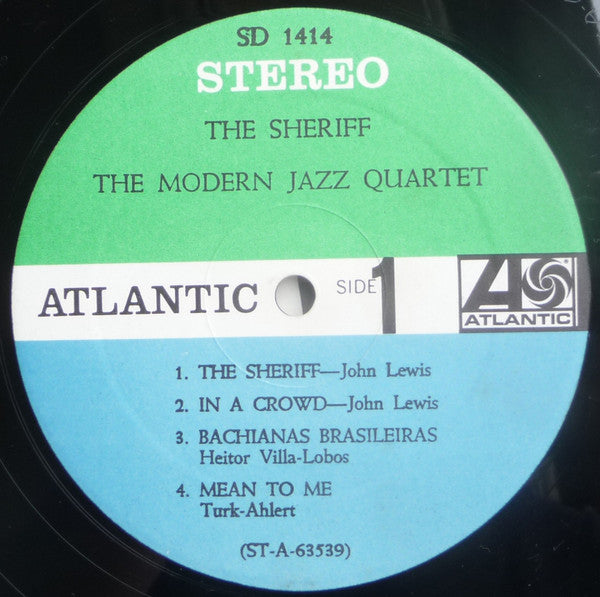 SD 1414
STEREO
THE SHERIFF
THE MODERN JAZZ QUARTET
ATLANTIC SIDE 1 ATLANTIC
1. THE SHERIFF—John Lewis
2. IN A CROWD—John Lewis
3. BACHIANAS BRASILEIRAS
Heitor Villa-Lobos
4. MEAN TO ME
Turk-Ahlert
(ST-A-63539)